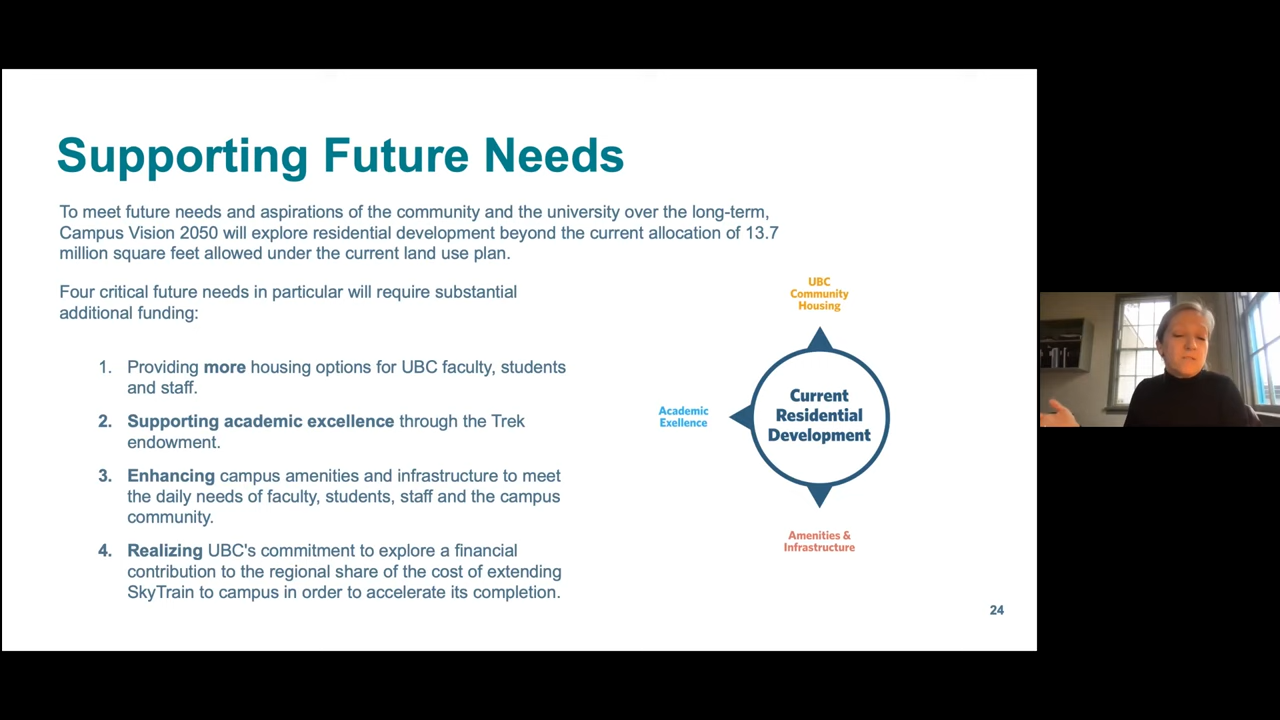 Supporting Future Needs
To meet future needs and aspirations of the community and the university over the long-term,
Campus Vision 2050 will explore residential development beyond the current allocation of 13.7
million square feet allowed under the current land use plan.
Four critical future needs in particular will require substantial
additional funding:
1. Providing more housing options for UBC faculty, students
and staff.
2. Supporting academic excellence through the Trek
endowment.
3. Enhancing campus amenities and infrastructure to meet
the daily needs of faculty, students, staff and the campus
community.
4. Realizing UBC's commitment to explore a financial
contribution to the regional share of the cost of extending
SkyTrain to campus in order to accelerate its completion.
UBC
Community
Housing
Academic
Exellence
Current
Residential
Development
Amenities &
Infrastructure
24